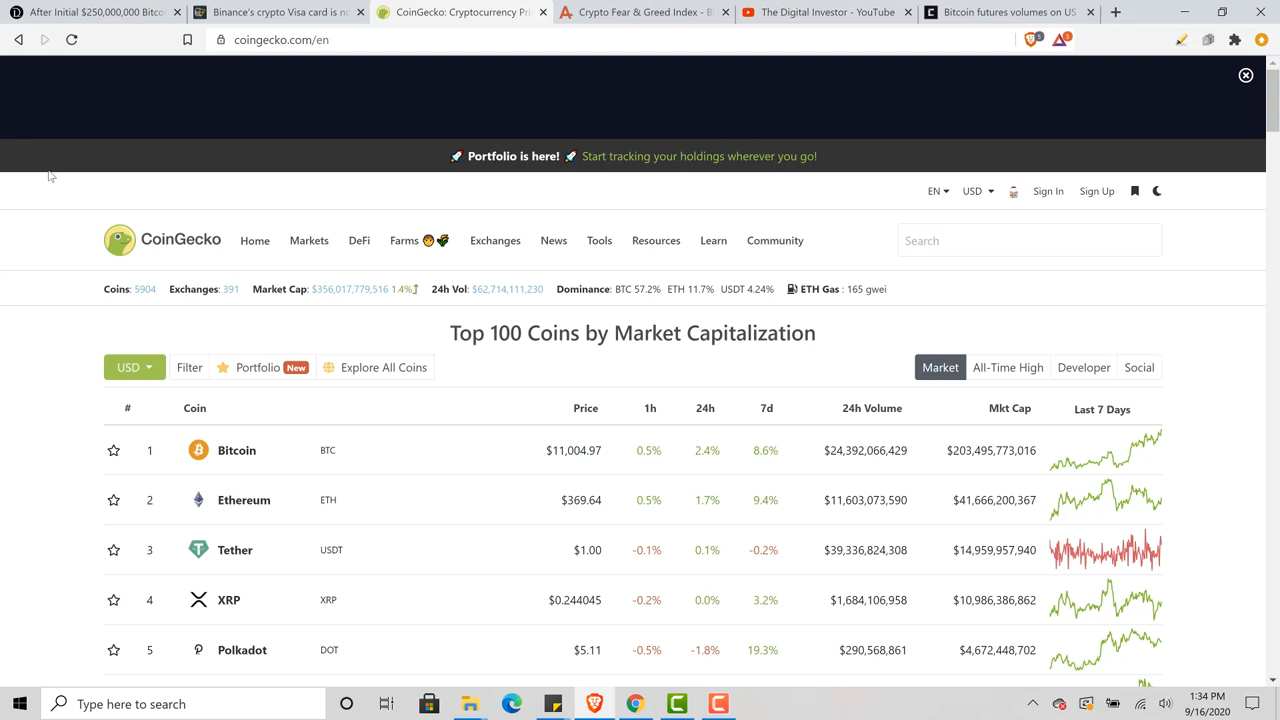 After Initial $250,000,000 Bitco
Binance's crypto Visa card is ne
CoinGecko: Cryptocurrency Pri
Crypto Fear & Greed Index - B
The Digital Investor - YouTube
Bitcoin futures volumes on US
coingecko.com/en
5
3
🚀 Portfolio is here! 🚀 Start tracking your holdings wherever you go!
EN USD Sign In Sign Up
CoinGecko Home Markets DeFi Farms Exchanges News Tools Resources Learn Community Search
Coins: 5904 Exchanges: 391 Market Cap: $356,017,779,516 1.4% 24h Vol: $62,714,111,230 Dominance: BTC 57.2% ETH 11.7% USDT 4.24% ETH Gas : 165 gwei
Top 100 Coins by Market Capitalization
USD Filter Portfolio New Explore All Coins Market All-Time High Developer Social
# Coin Price 1h 24h 7d 24h Volume Mkt Cap Last 7 Days
1 Bitcoin BTC $11,004.97 0.5% 2.4% 8.6% $24,392,066,429 $203,495,773,016
2 Ethereum ETH $369.64 0.5% 1.7% 9.4% $11,603,073,590 $41,666,200,367
3 Tether USDT $1.00 -0.1% 0.1% -0.2% $39,336,824,308 $14,959,957,940
4 XRP XRP $0.244045 -0.2% 0.0% 3.2% $1,684,106,958 $10,986,386,862
5 Polkadot DOT $5.11 -0.5% -1.8% 19.3% $290,568,861 $4,672,448,702
Type here to search
1:34 PM
9/16/2020